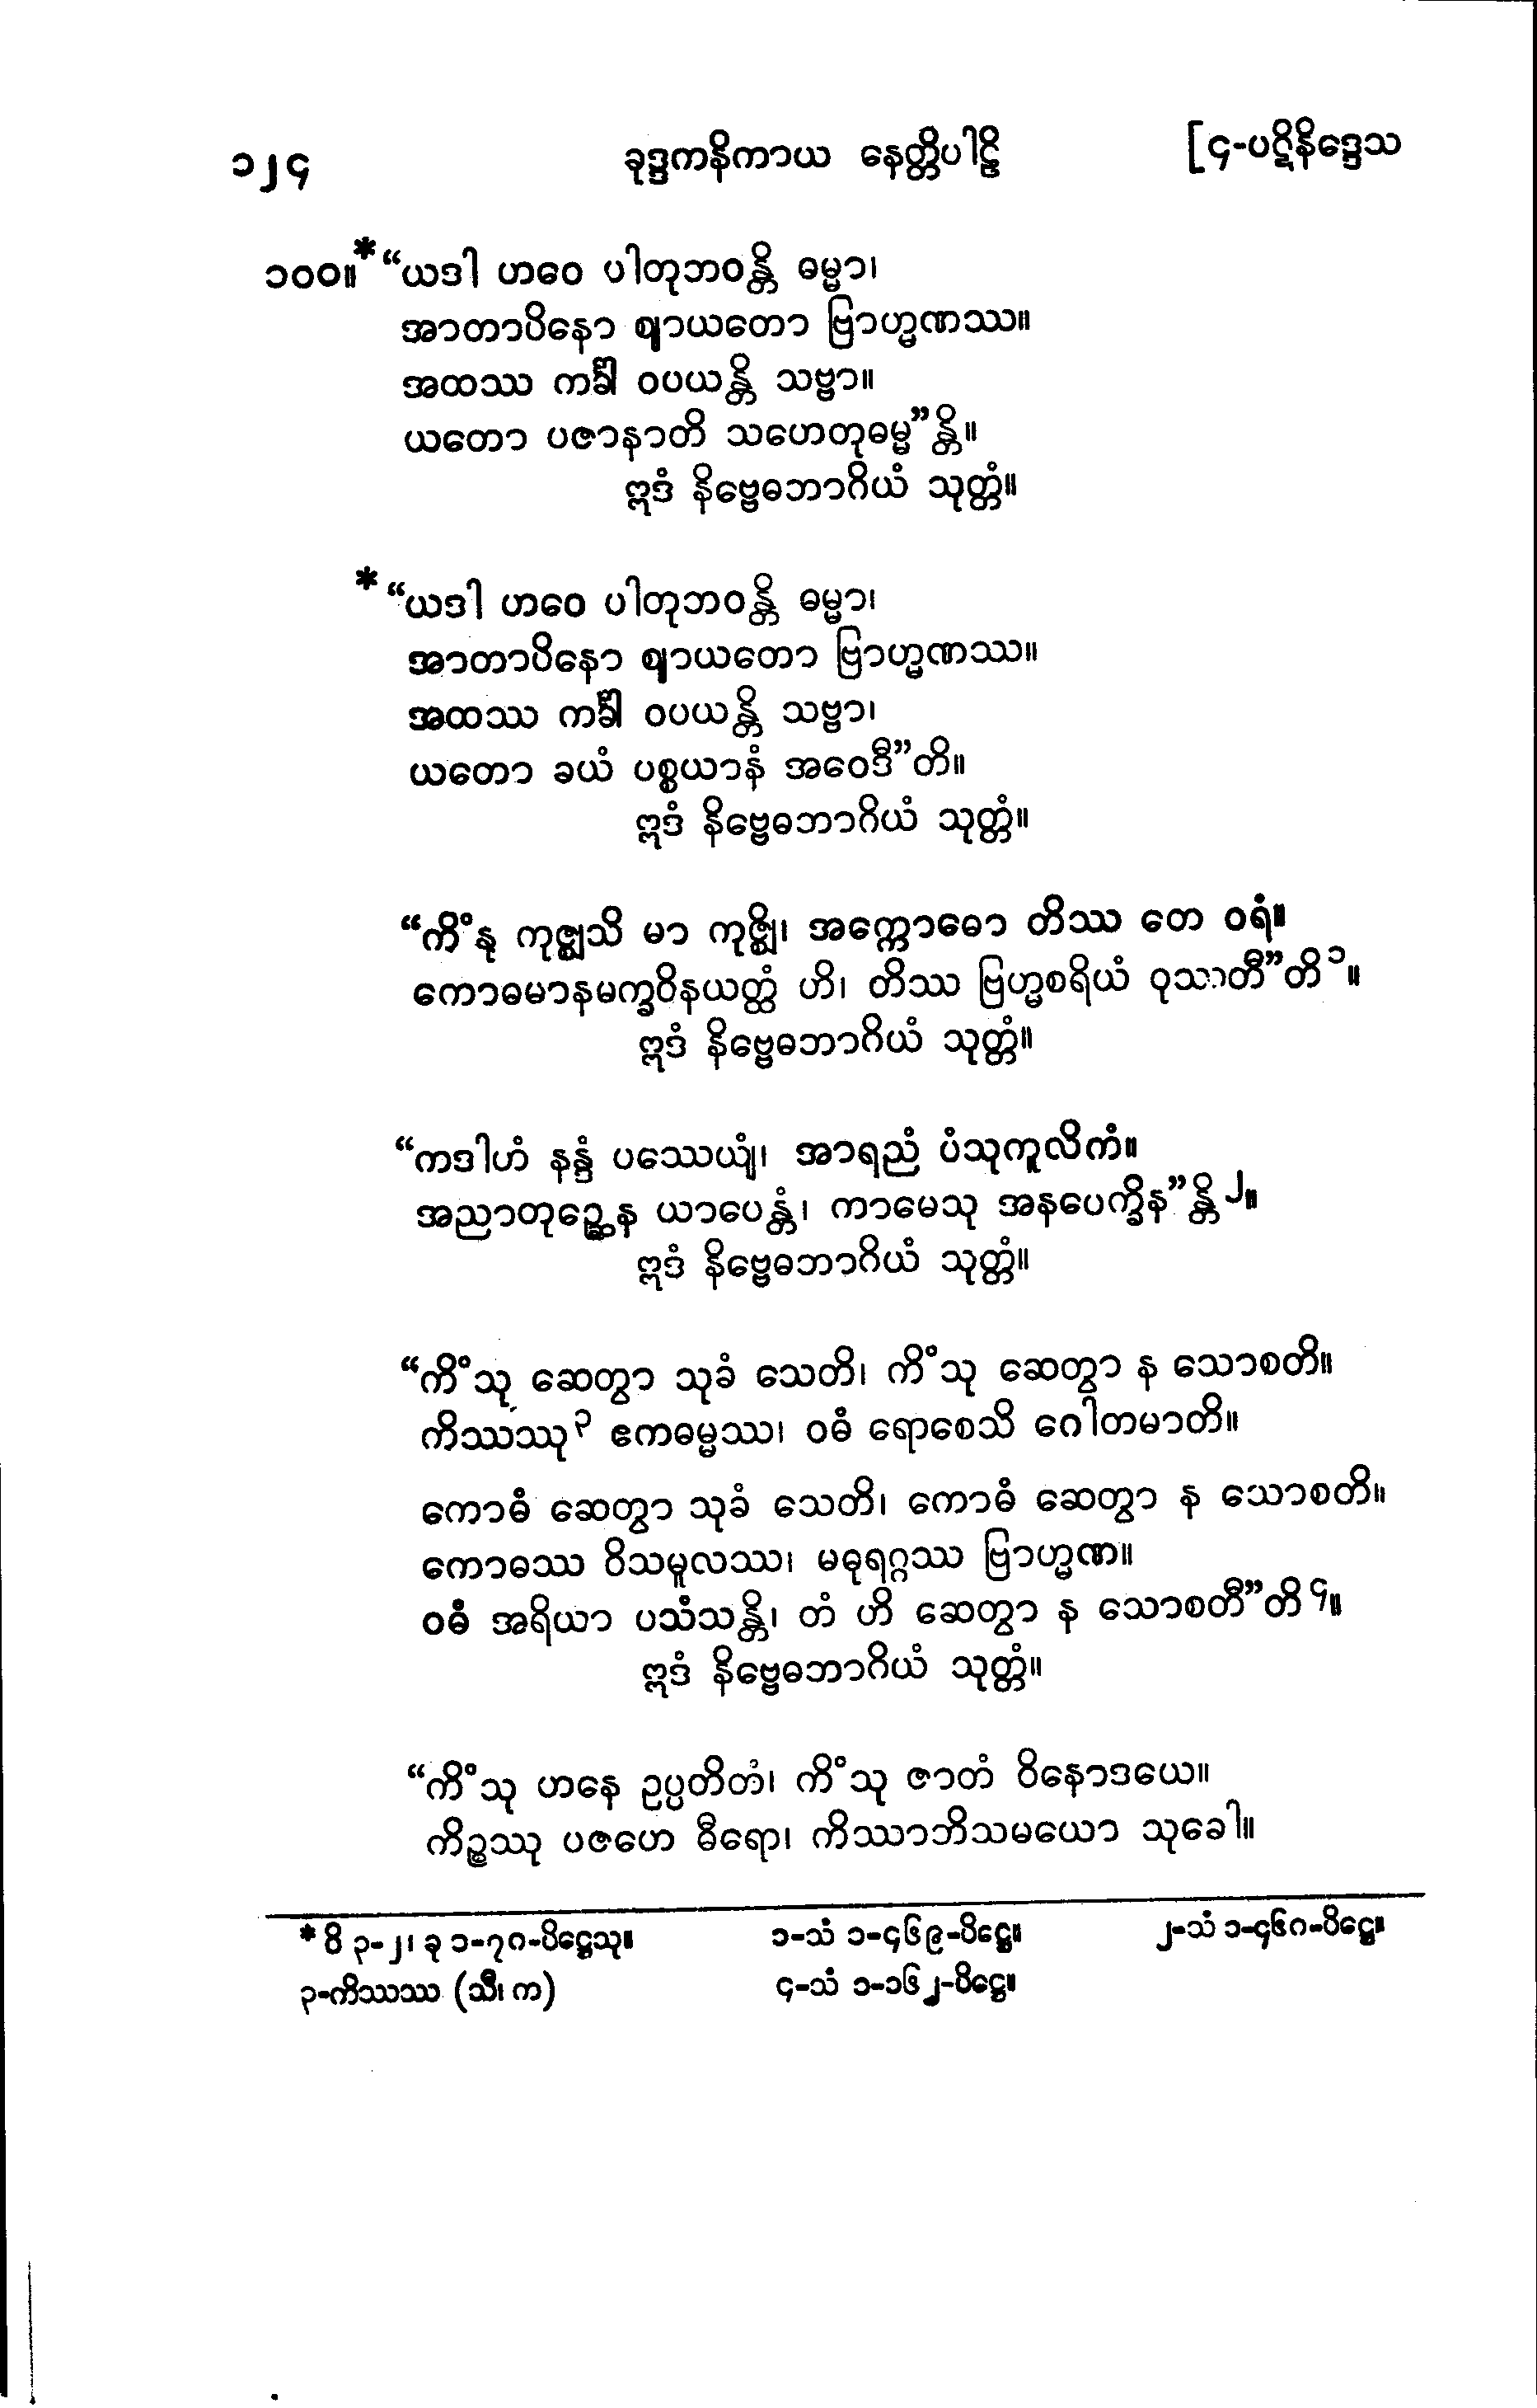 ၁၂၄ ခုဒ္ဒကနိကာယ နေတ္တိပါဠိ [၄-ပဋိနိဒ္ဒေသ
၁၀၀။ * “ယဒါ ဟဝေ ပါတုဘဝန္တိ ဓမ္မာ၊
အာတာပိနော ဈာယတော ဗြာဟ္မဏဿ။
အထဿ ကင်္ခါ ဝပယန္တိ သဗ္ဗာ။
ယတော ပဇာနာတိ သဟေတုဓမ္မ”န္တိ။
ဣဒံ နိဗ္ဗေဓဘာဂိယံ သုတ္တံ။
* “ယဒါ ဟဝေ ပါတုဘဝန္တိ ဓမ္မာ၊
အာတာပိနော ဈာယတော ဗြာဟ္မဏဿ။
အထဿ ကင်္ခါ ဝပယန္တိ သဗ္ဗာ၊
ယတော ခယံ ပစ္စယာနံ အဝေဒီ”တိ။
ဣဒံ နိဗ္ဗေဓဘာဂိယံ သုတ္တံ။
“ကိံ နု ကုဇ္ဈသိ မာ ကုဇ္ဈိ၊ အက္ကောဓော တိဿ တေ ဝရံ။
ကောဓမာနမက္ခဝိနယတ္ထံ ဟိ၊ တိဿ ဗြဟ္မစရိယံ ဝုဿတီ”တိ ၁။
ဣဒံ နိဗ္ဗေဓဘာဂိယံ သုတ္တံ။
“ကဒါဟံ နန္ဒံ ပဿေယျံ၊ အာရညံ ပံသုကူလိကံ။
အညာတုဉ္ဆေန ယာပေန္တံ၊ ကာမေသု အနပေက္ခိန”န္တိ ၂။
ဣဒံ နိဗ္ဗေဓဘာဂိယံ သုတ္တံ။
“ကိံ သု ဆေတွာ သုခံ သေတိ၊ ကိံ သု ဆေတွာ န သောစတိ။
ကိဿဿု ၃ ဧကဓမ္မဿ၊ ဝဓံ ရောစေသိ ဂေါတမာတိ။
ကောဓံ ဆေတွာ သုခံ သေတိ၊ ကောဓံ ဆေတွာ န သောစတိ။
ကောဓဿ ဝိသမူလဿ၊ မဓုရဂ္ဂဿ ဗြာဟ္မဏ။
ဝဓံ အရိယာ ပသံသန္တိ၊ တံ ဟိ ဆေတွာ န သောစတီ”တိ ၄။
ဣဒံ နိဗ္ဗေဓဘာဂိယံ သုတ္တံ။
“ကိံ သု ဟနေ ဥပ္ပတိတံ၊ ကိံ သု ဇာတံ ဝိနောဒယေ။
ကိဉ္စဿု ပဇဟေ ဓီရော၊ ကိဿာဘိသမယော သုခေါ။
* ဝိ ၃-၂၊ ခု ၁-၇၈-ပိဋ္ဌေသု။ ၁-သံ ၁-၄၆၉-ပိဋ္ဌေ။ ၂-သံ ၁-၄၆၈-ပိဋ္ဌေ။
၃-ကိဿဿ (သီ၊ က) ၄-သံ ၁-၁၆၂-ပိဋ္ဌေ။